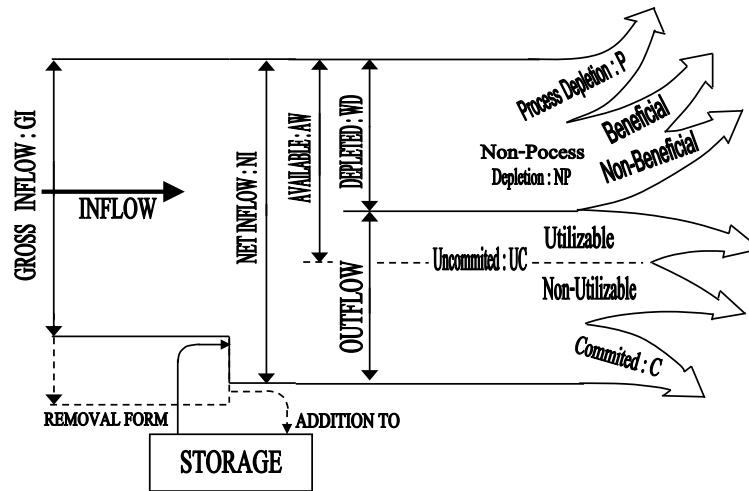 GROSS INFLOW : GI
INFLOW
NET INFLOW : NI
AVAILABLE : AW
DEPLETED : WD
OUTFLOW
Process Depletion : P
Beneficial
Non-Beneficial
Non-Pocess
Depletion : NP
Utilizable
Uncommited : UC
Non-Utilizable
Commited : C
REMOVAL FORM
ADDITION TO
STORAGE